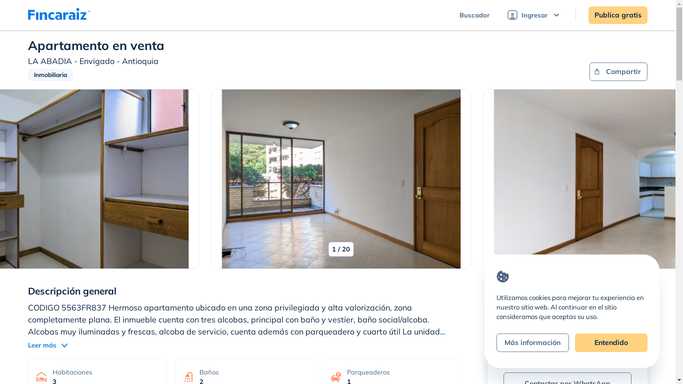 Fincaraiz
Buscador
Ingresar
Publica gratis
Apartamento en venta
LA ABADIA - Envigado - Antioquia
Inmobiliaria
Compartir
1 / 20
Descripción general
CODIGO 5563FR837 Hermoso apartamento ubicado en una zona privilegiada y alta valorización, zona
completamente plana. El inmueble cuenta con tres alcobas, principal con baño y vestier, baño social/alcoba.
Alcobas muy iluminadas y frescas, alcoba de servicio, cuenta además con parqueadero y cuarto útil La unidad...
Leer más
Habitaciones
3
Baños
2
Parqueaderos
1
Utilizamos cookies para mejorar tu experiencia en
nuestro sitio web. Al continuar en el sitio
consideramos que aceptas su uso.
Más información
Entendido
Contactar por WhatsApp